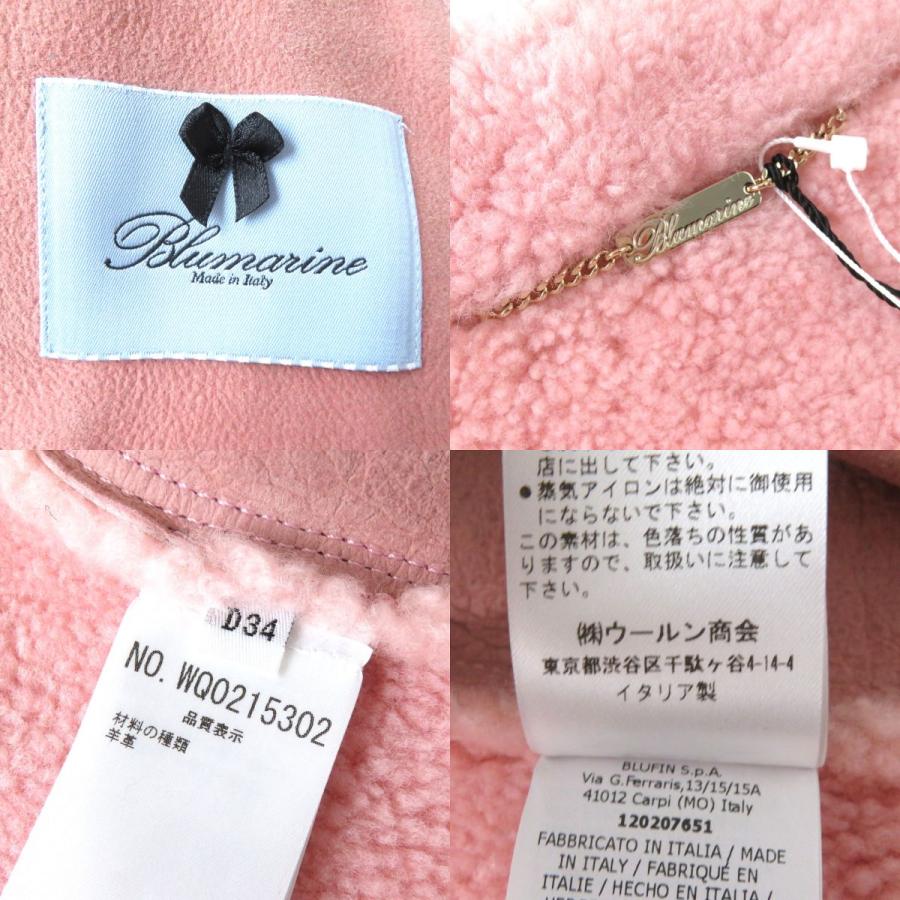 Blumarine
Made in Italy
Blumarine
D34
NO. WQ0215302
品質表示
材料の種類
羊革
店に出して下さい。
●蒸気アイロンは絶対に御使用
にならないで下さい。
この素材は、色落ちの性質があ
りますので、取扱いに注意して
下さい。
㈱ウールン商会
東京都渋谷区千駄ヶ谷4-14-4
イタリア製
BLUFIN S.p.A.
Via G.Ferraris,13/15/15A
41012 Carpi (MO) Italy
120207651
FABBRICATO IN ITALIA / MADE
IN ITALY / FABRIQUÉ EN
ITALIE / HECHO EN ITALIA /